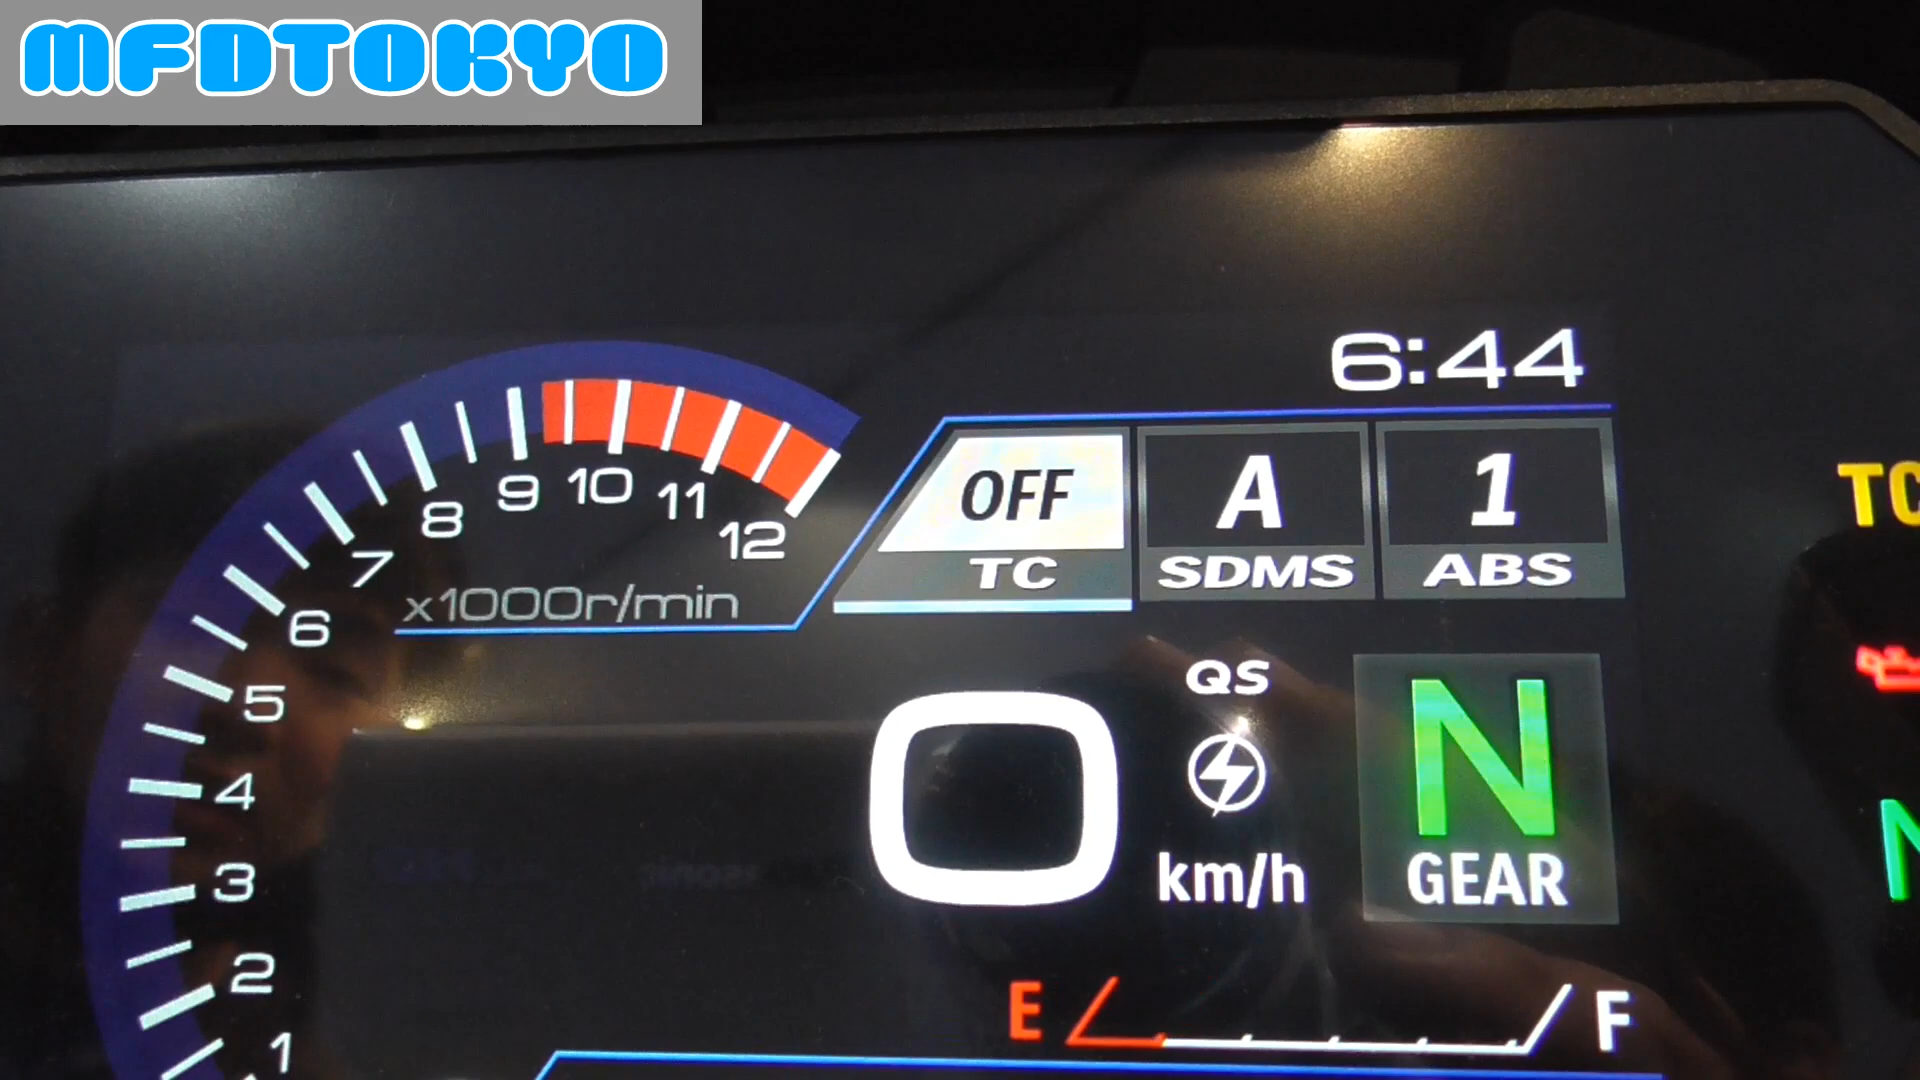 MFDTOKYO
6:44
OFF A 1
TC SDMS ABS
TC
1 2 3 4 5 6 7 8 9 10 11 12
x1000r/min
QS
0
km/h
N
GEAR
N
E F